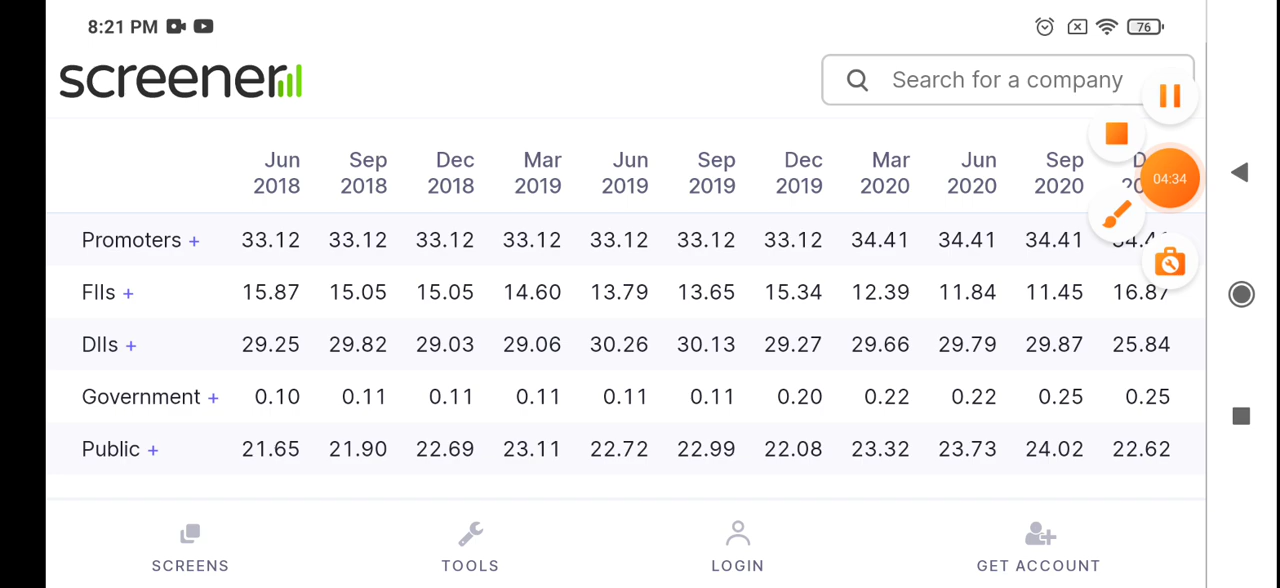 8:21 PM 76
screener Search for a company
Jun Sep Dec Mar Jun Sep Dec Mar Jun Sep
2018 2018 2018 2019 2019 2019 2019 2020 2020 2020
04:34
Promoters + 33.12 33.12 33.12 33.12 33.12 33.12 33.12 34.41 34.41 34.41
FIIs + 15.87 15.05 15.05 14.60 13.79 13.65 15.34 12.39 11.84 11.45 16.87
DIIs + 29.25 29.82 29.03 29.06 30.26 30.13 29.27 29.66 29.79 29.87 25.84
Government + 0.10 0.11 0.11 0.11 0.11 0.11 0.20 0.22 0.22 0.25 0.25
Public + 21.65 21.90 22.69 23.11 22.72 22.99 22.08 23.32 23.73 24.02 22.62
SCREENS TOOLS LOGIN GET ACCOUNT